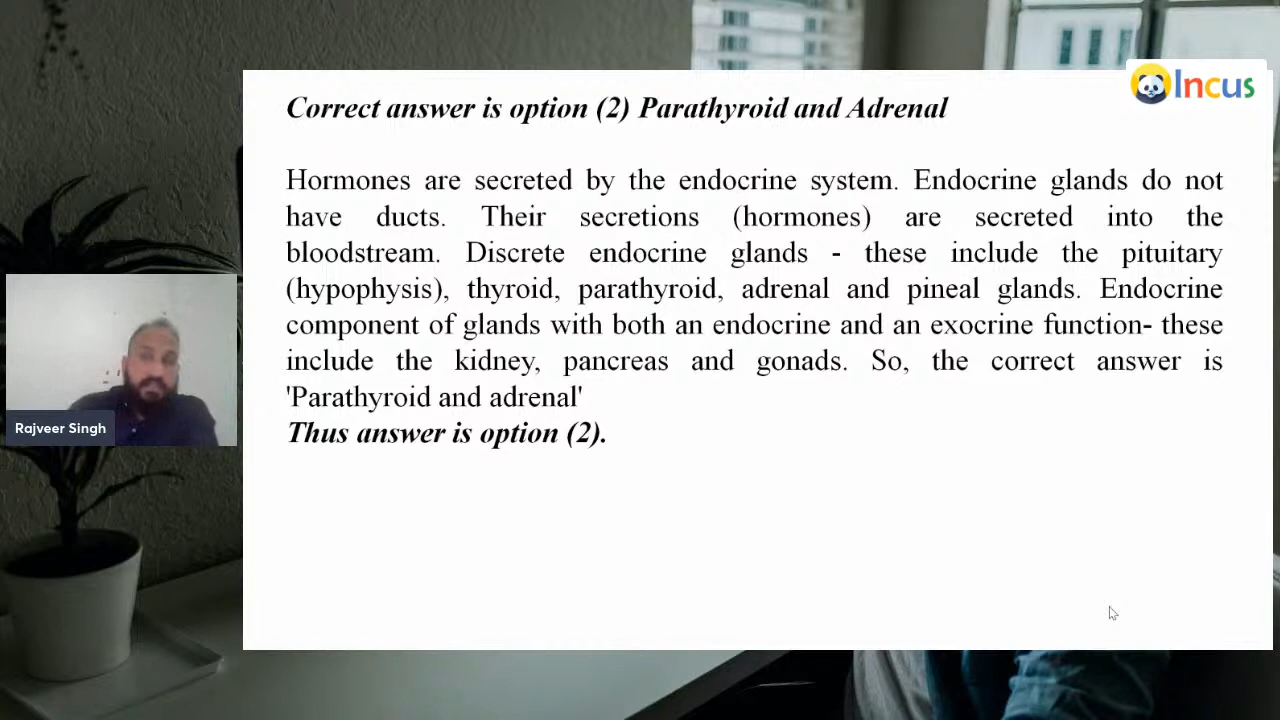 Incus
Correct answer is option (2) Parathyroid and Adrenal
Hormones are secreted by the endocrine system. Endocrine glands do not
have ducts. Their secretions (hormones) are secreted into the
bloodstream. Discrete endocrine glands - these include the pituitary
(hypophysis), thyroid, parathyroid, adrenal and pineal glands. Endocrine
component of glands with both an endocrine and an exocrine function- these
include the kidney, pancreas and gonads. So, the correct answer is
'Parathyroid and adrenal'
Thus answer is option (2).
Rajveer Singh